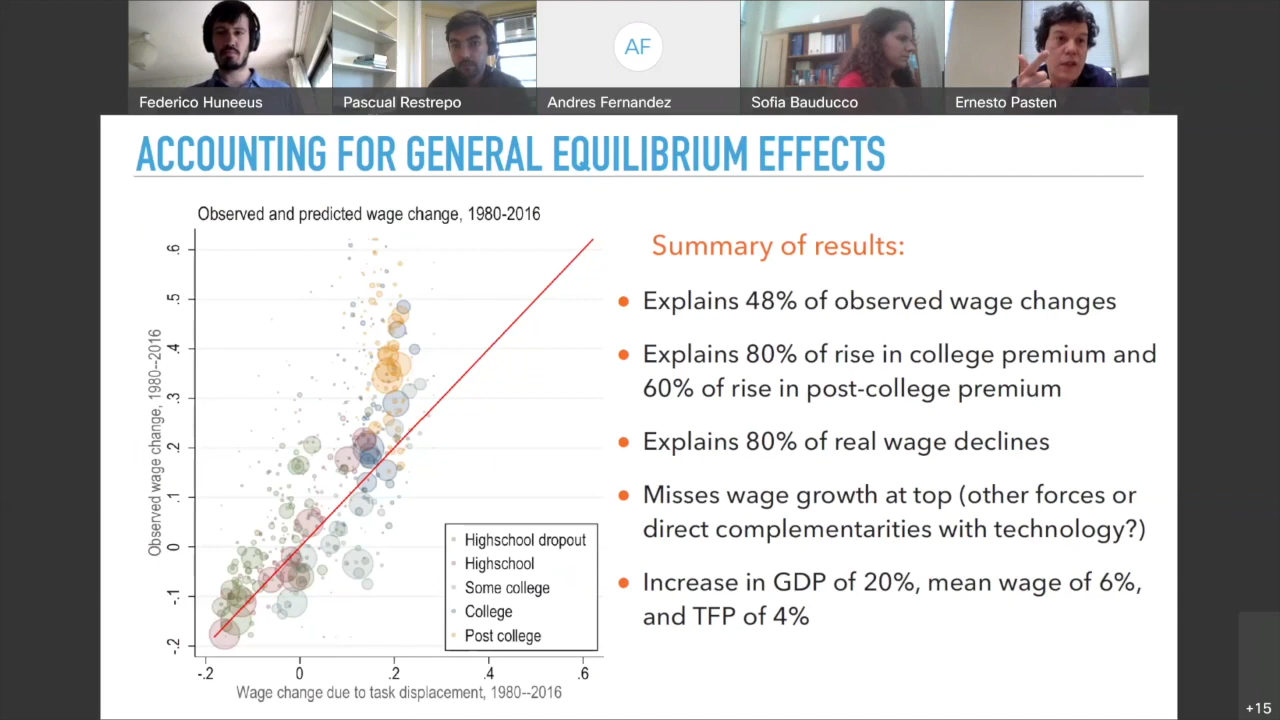 AF
Federico Huneeus
Pascual Restrepo
Andres Fernandez
Sofia Bauducco
Ernesto Pasten
ACCOUNTING FOR GENERAL EQUILIBRIUM EFFECTS
Observed and predicted wage change, 1980-2016
Observed wage change, 1980--2016
.6
.5
.4
.3
.2
.1
0
-.1
-.2
-.2
0
.2
.4
.6
Wage change due to task displacement, 1980--2016
Highschool dropout
Highschool
Some college
College
Post college
Summary of results:
Explains 48% of observed wage changes
Explains 80% of rise in college premium and
60% of rise in post-college premium
Explains 80% of real wage declines
Misses wage growth at top (other forces or
direct complementarities with technology?)
Increase in GDP of 20%, mean wage of 6%,
and TFP of 4%
+15